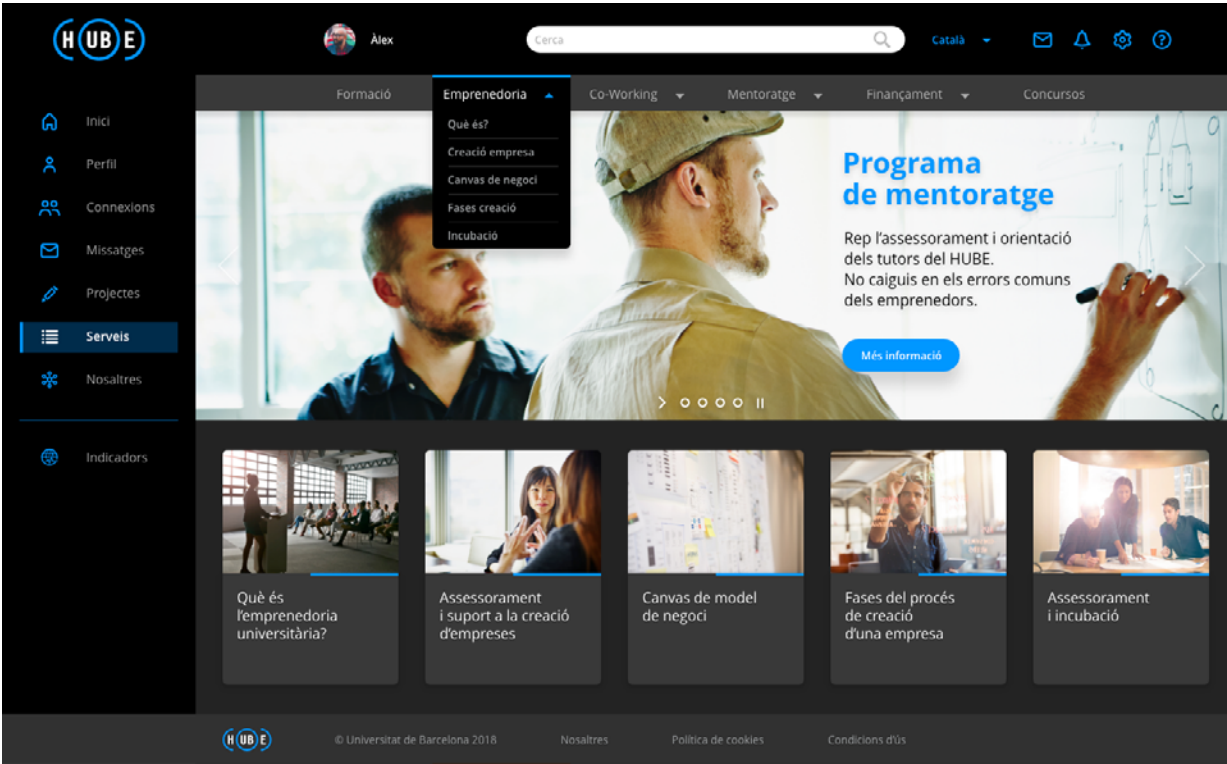 HUBE
Àlex
Cerca
Català
Formació
Emprenedoria
Co-Working
Mentoratge
Finançament
Concursos
Què és?
Creació empresa
Canvas de negoci
Fases creació
Incubació
Inici
Perfil
Connexions
Missatges
Projectes
Serveis
Nosaltres
Indicadors
Programa
de mentoratge
Rep l'assessorament i orientació
dels tutors del HUBE.
No caiguis en els errors comuns
dels emprenedors.
Més informació
Què és
l'emprenedoria
universitària?
Assessorament
i suport a la creació
d'empreses
Canvas de model
de negoci
Fases del procés
de creació
d'una empresa
Assessorament
i incubació
HUBE
© Universitat de Barcelona 2018
Nosaltres
Política de cookies
Condicions d'ús